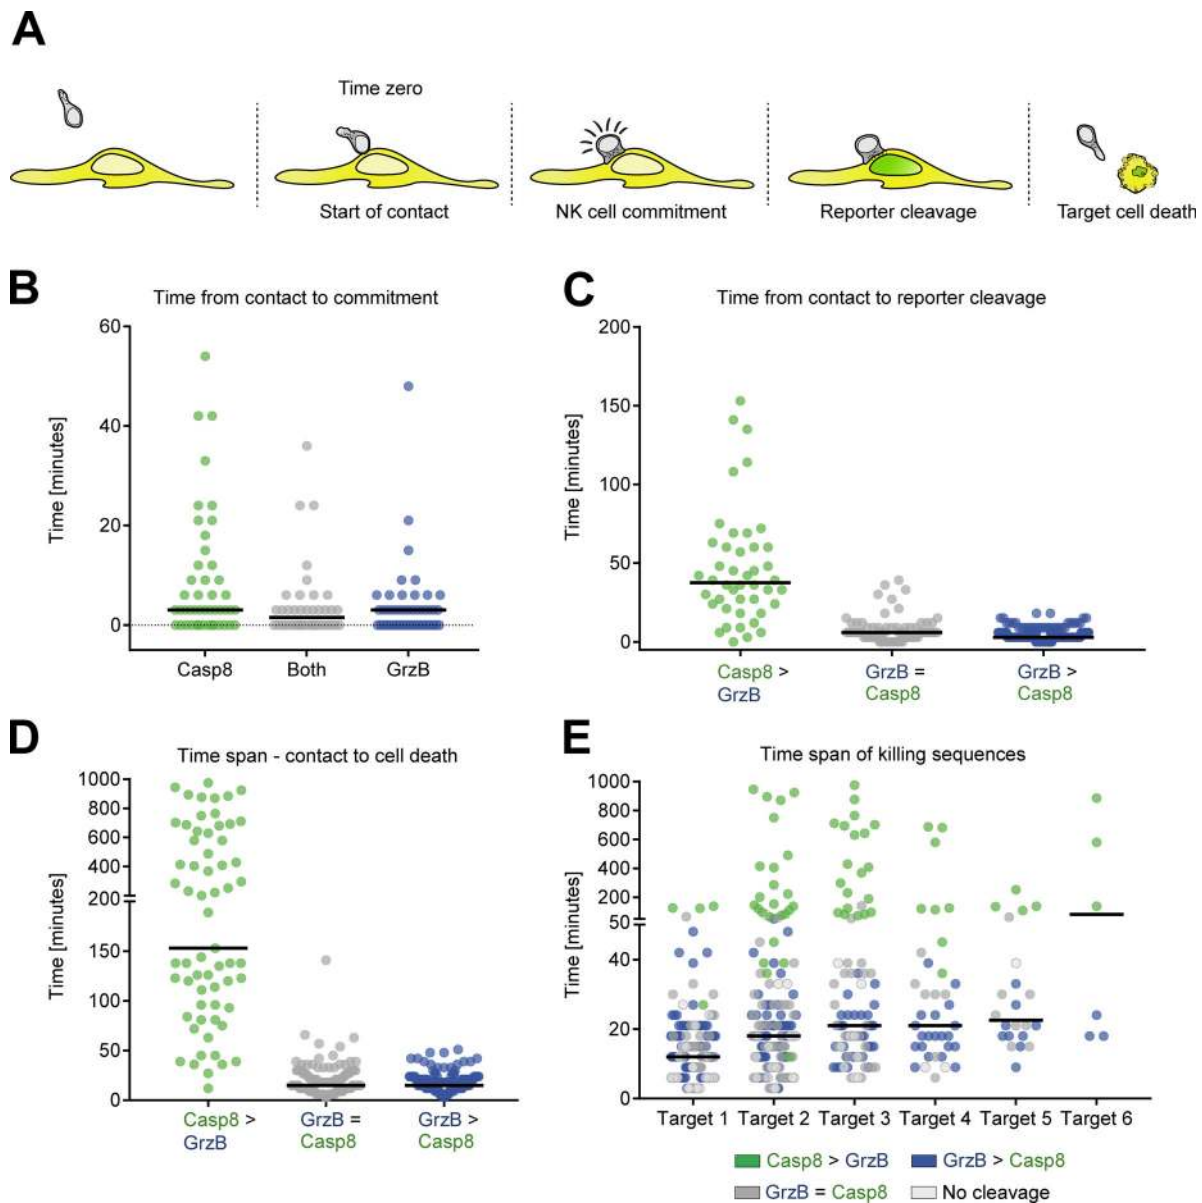 A
Time zero
Start of contact
NK cell commitment
Reporter cleavage
Target cell death
B
Time from contact to commitment
Time [minutes]
60
40
20
0
Casp8
Both
GrzB
C
Time from contact to reporter cleavage
Time [minutes]
200
150
100
50
0
Casp8 >
GrzB
GrzB =
Casp8
GrzB >
Casp8
D
Time span - contact to cell death
Time [minutes]
1000
800
600
400
200
150
100
50
0
Casp8 >
GrzB
GrzB =
Casp8
GrzB >
Casp8
E
Time span of killing sequences
Time [minutes]
1000
800
600
400
200
50
40
20
0
Target 1
Target 2
Target 3
Target 4
Target 5
Target 6
Casp8 > GrzB
GrzB > Casp8
GrzB = Casp8
No cleavage